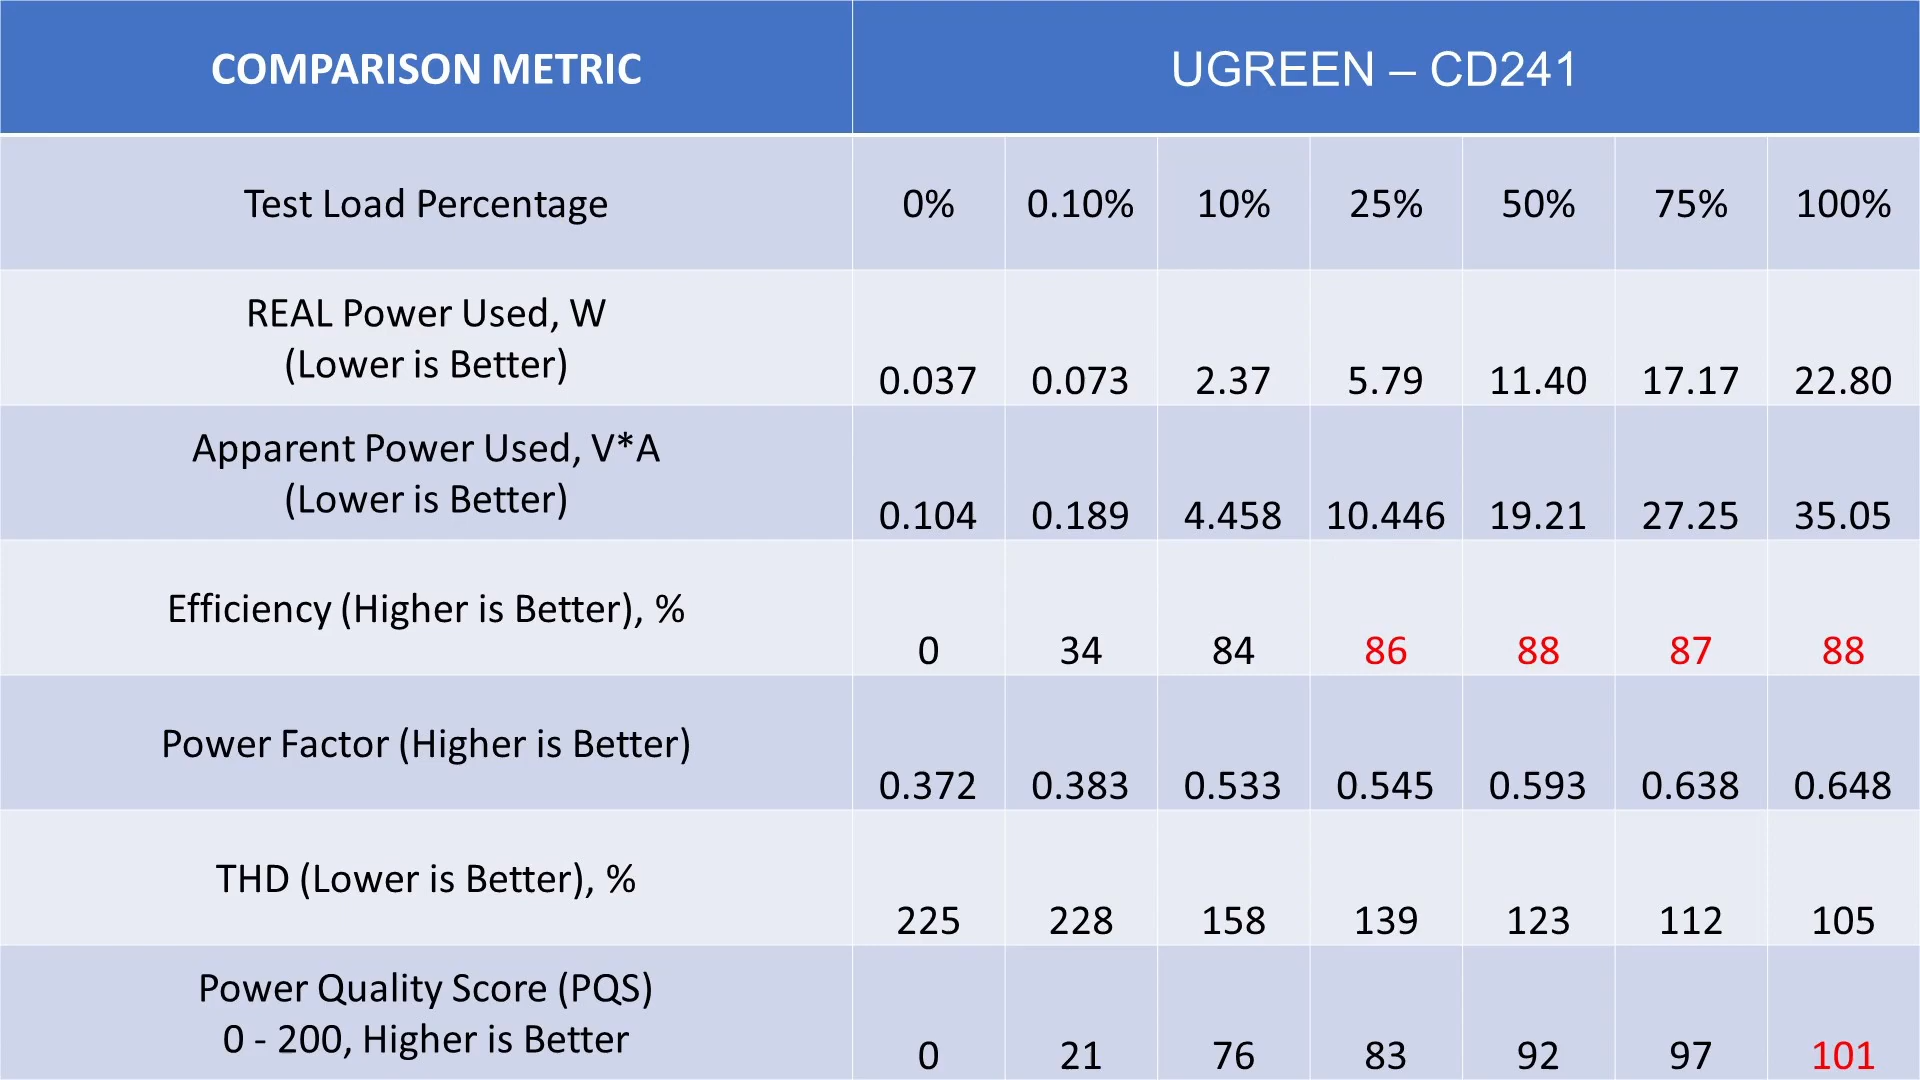 COMPARISON METRIC UGREEN – CD241
Test Load Percentage 0% 0.10% 10% 25% 50% 75% 100%
REAL Power Used, W
(Lower is Better) 0.037 0.073 2.37 5.79 11.40 17.17 22.80
Apparent Power Used, V*A
(Lower is Better) 0.104 0.189 4.458 10.446 19.21 27.25 35.05
Efficiency (Higher is Better), % 0 34 84 86 88 87 88
Power Factor (Higher is Better) 0.372 0.383 0.533 0.545 0.593 0.638 0.648
THD (Lower is Better), % 225 228 158 139 123 112 105
Power Quality Score (PQS)
0 - 200, Higher is Better 0 21 76 83 92 97 101